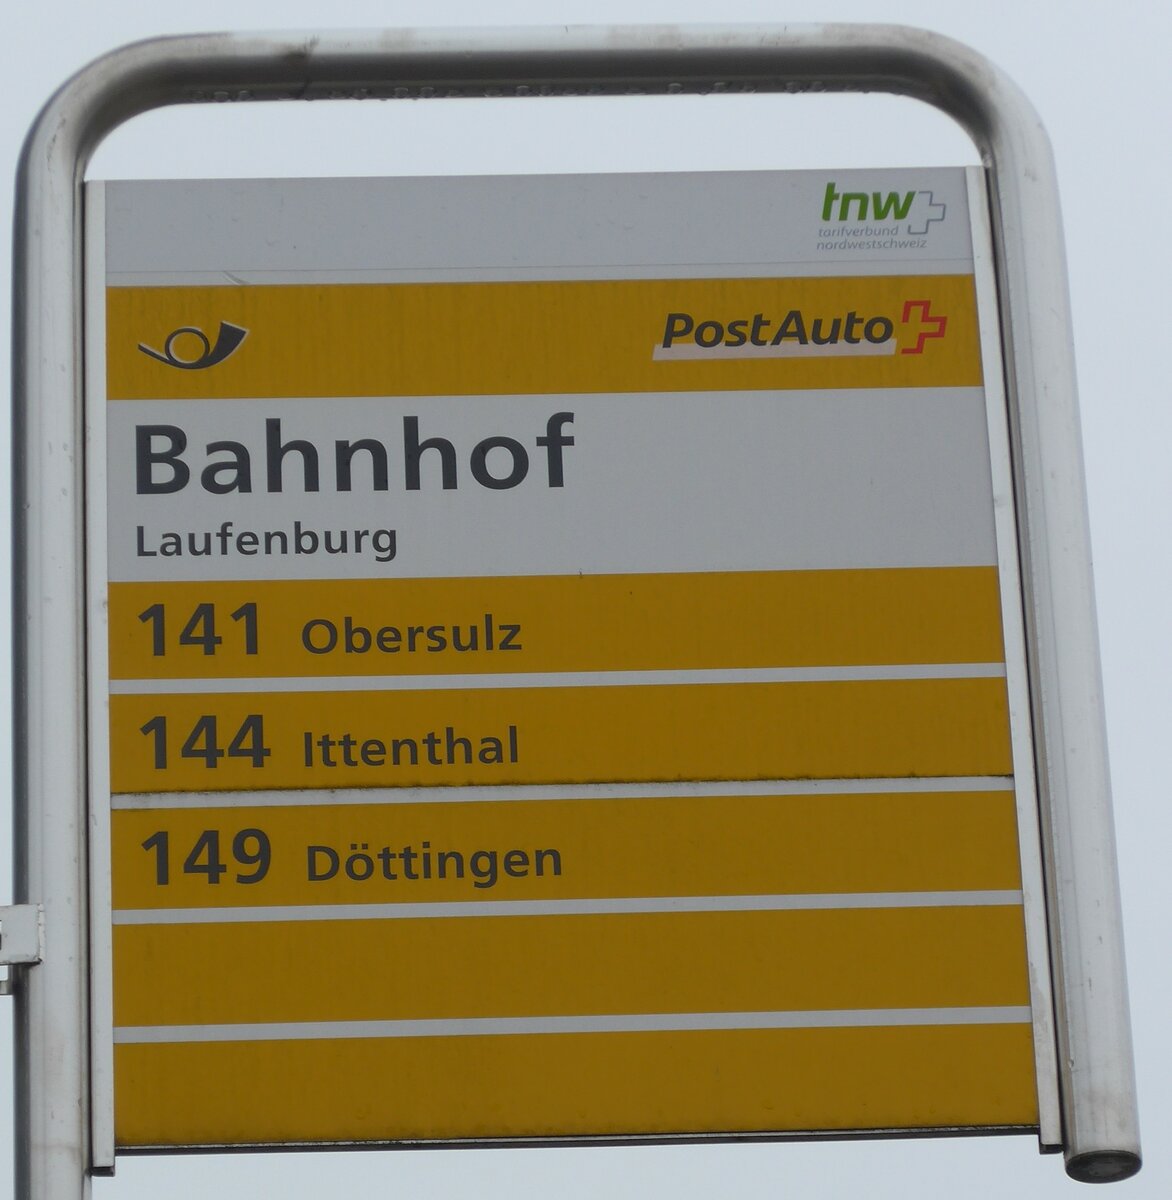 tnw
tarifverbund
nordwestschweiz
PostAuto
Bahnhof
Laufenburg
141 Obersulz
144 Ittenthal
149 Döttingen